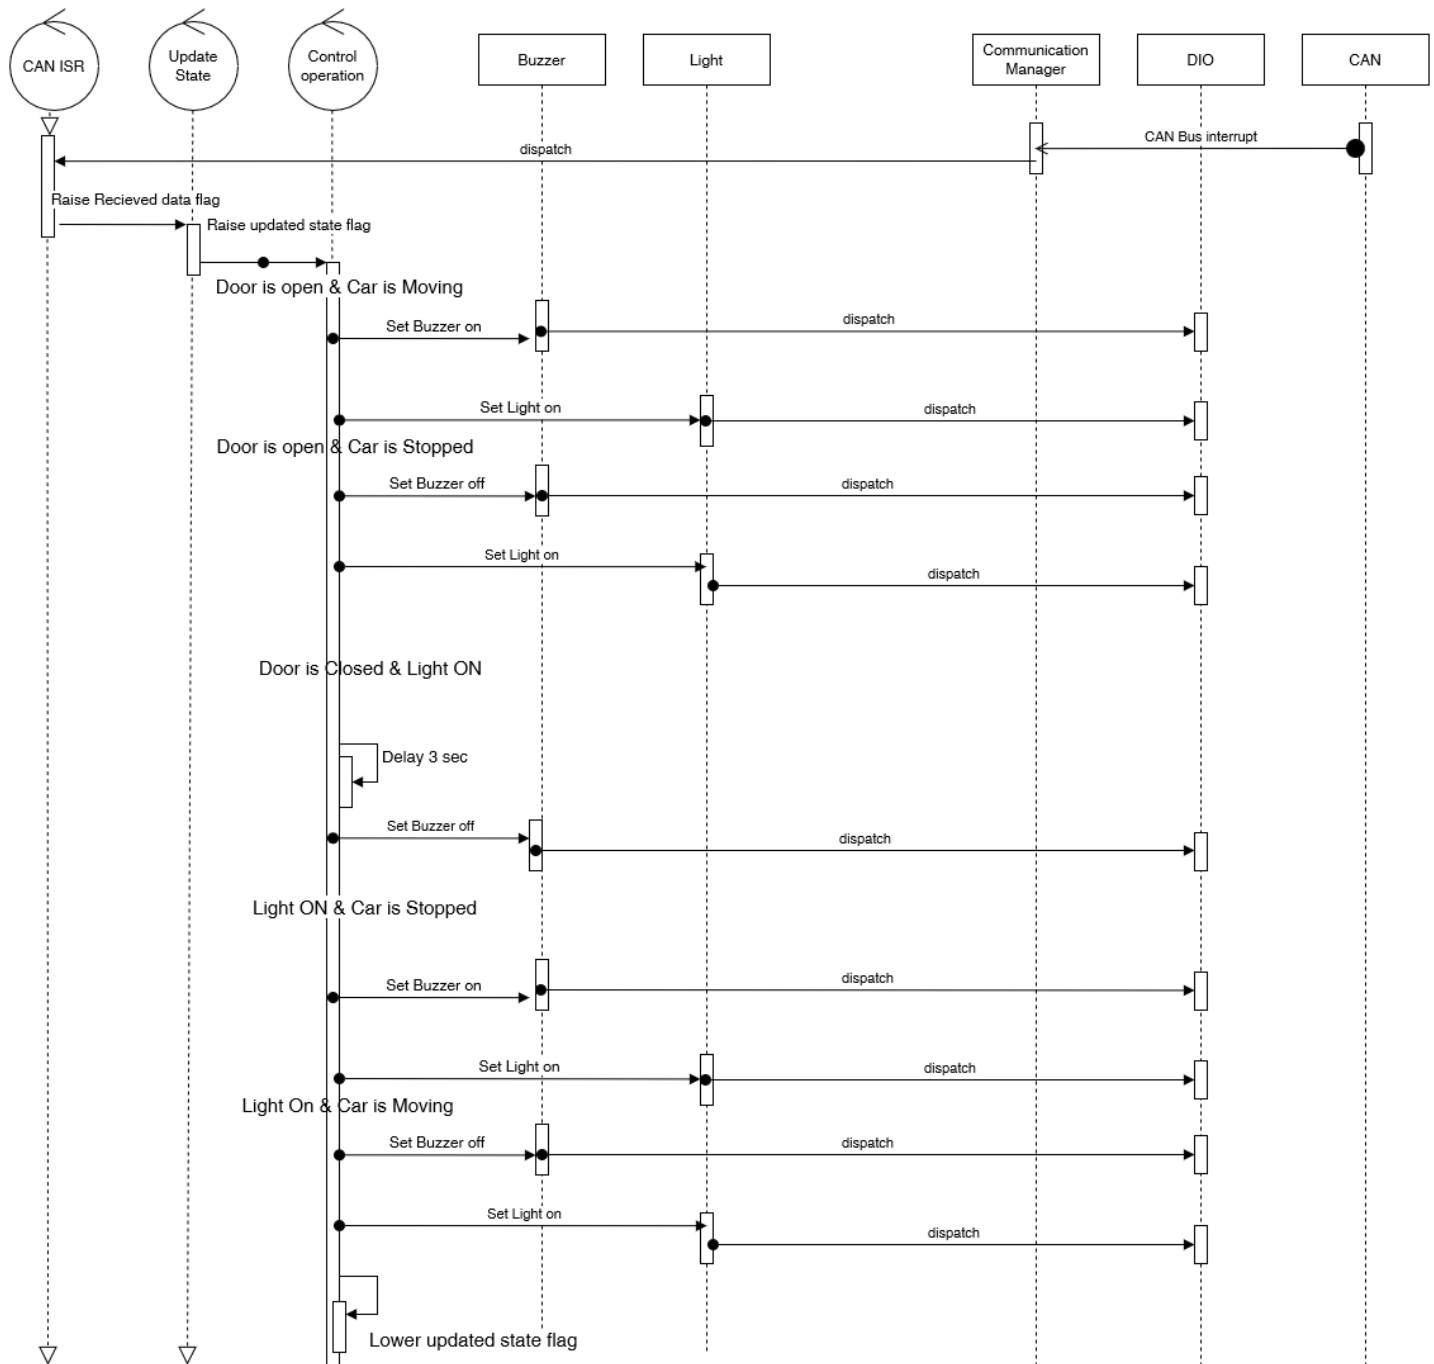 CAN ISR
Update
State
Control
operation
Buzzer
Light
Communication
Manager
DIO
CAN
CAN Bus interrupt
dispatch
Raise Recieved data flag
Raise updated state flag
Door is open & Car is Moving
Set Buzzer on
dispatch
Set Light on
dispatch
Door is open & Car is Stopped
Set Buzzer off
dispatch
Set Light on
dispatch
Door is Closed & Light ON
Delay 3 sec
Set Buzzer off
dispatch
Light ON & Car is Stopped
Set Buzzer on
dispatch
Set Light on
dispatch
Light On & Car is Moving
Set Buzzer off
dispatch
Set Light on
dispatch
Lower updated state flag